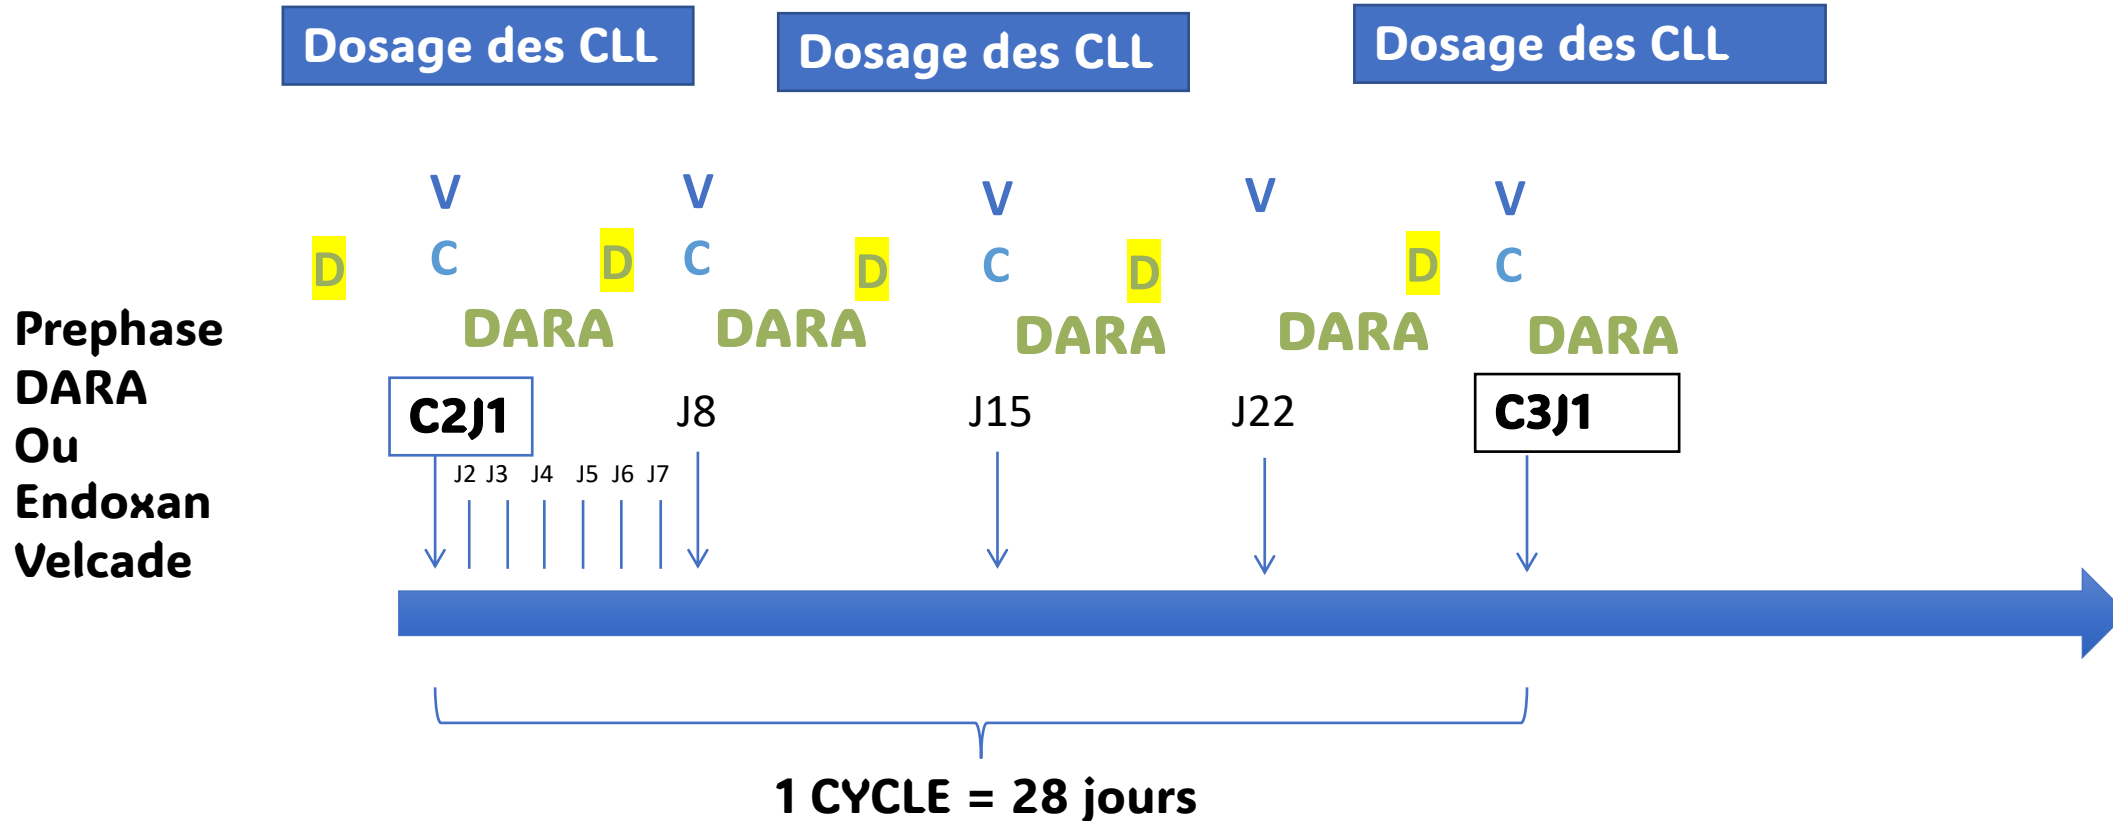 Dosage des CLL
Dosage des CLL
Dosage des CLL
V V V V V
D C D C D C D D C
DARA DARA DARA DARA DARA
Prephase
DARA
Ou
Endoxan
Velcade
C2J1 J8 J15 J22 C3J1
J2 J3 J4 J5 J6 J7
1 CYCLE = 28 jours